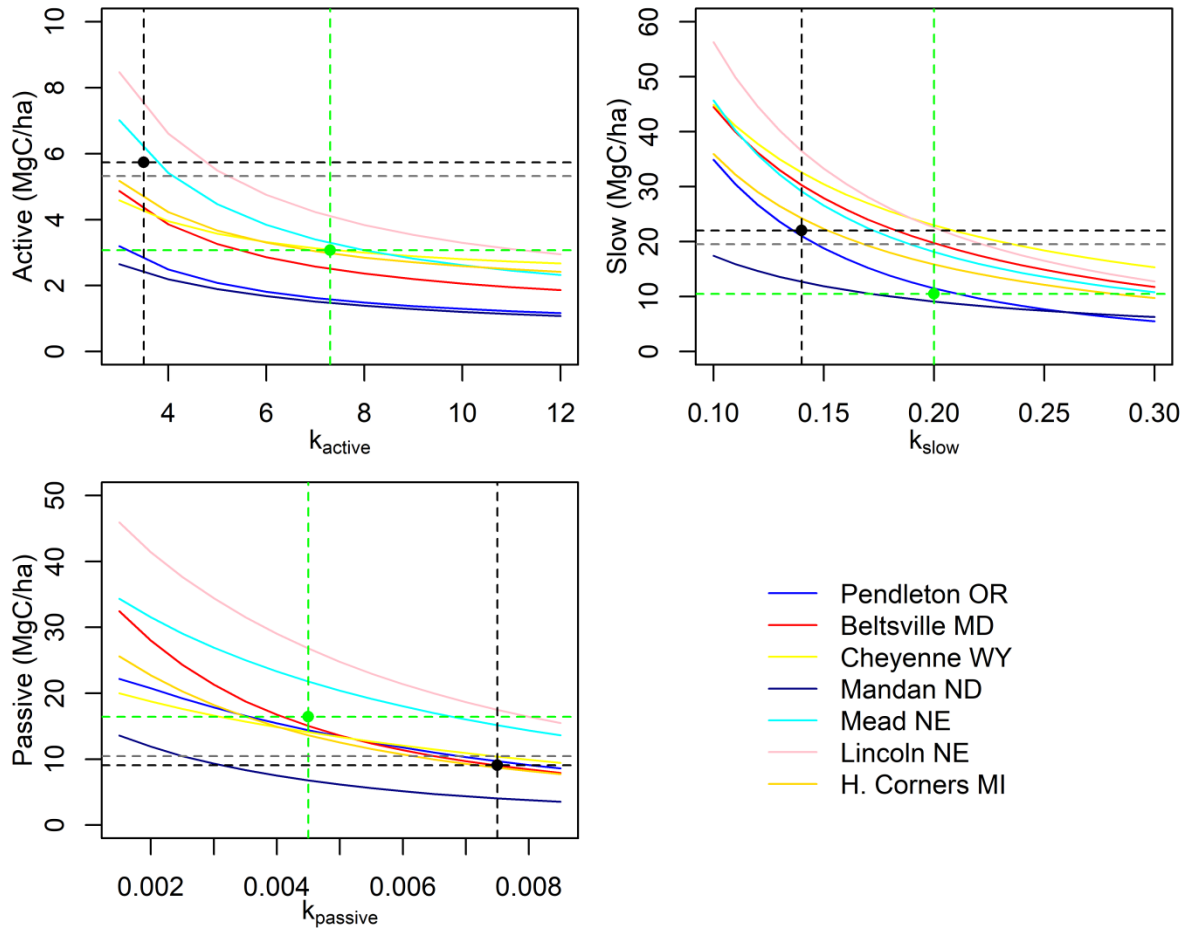 Active (MgC/ha)
0 2 4 6 8 10
4 6 8 10 12
kactive
Slow (MgC/ha)
0 10 20 30 40 50 60
0.10 0.15 0.20 0.25 0.30
kslow
Passive (MgC/ha)
0 10 20 30 40 50
0.002 0.004 0.006 0.008
kpassive
Pendleton OR
Beltsville MD
Cheyenne WY
Mandan ND
Mead NE
Lincoln NE
H. Corners MI